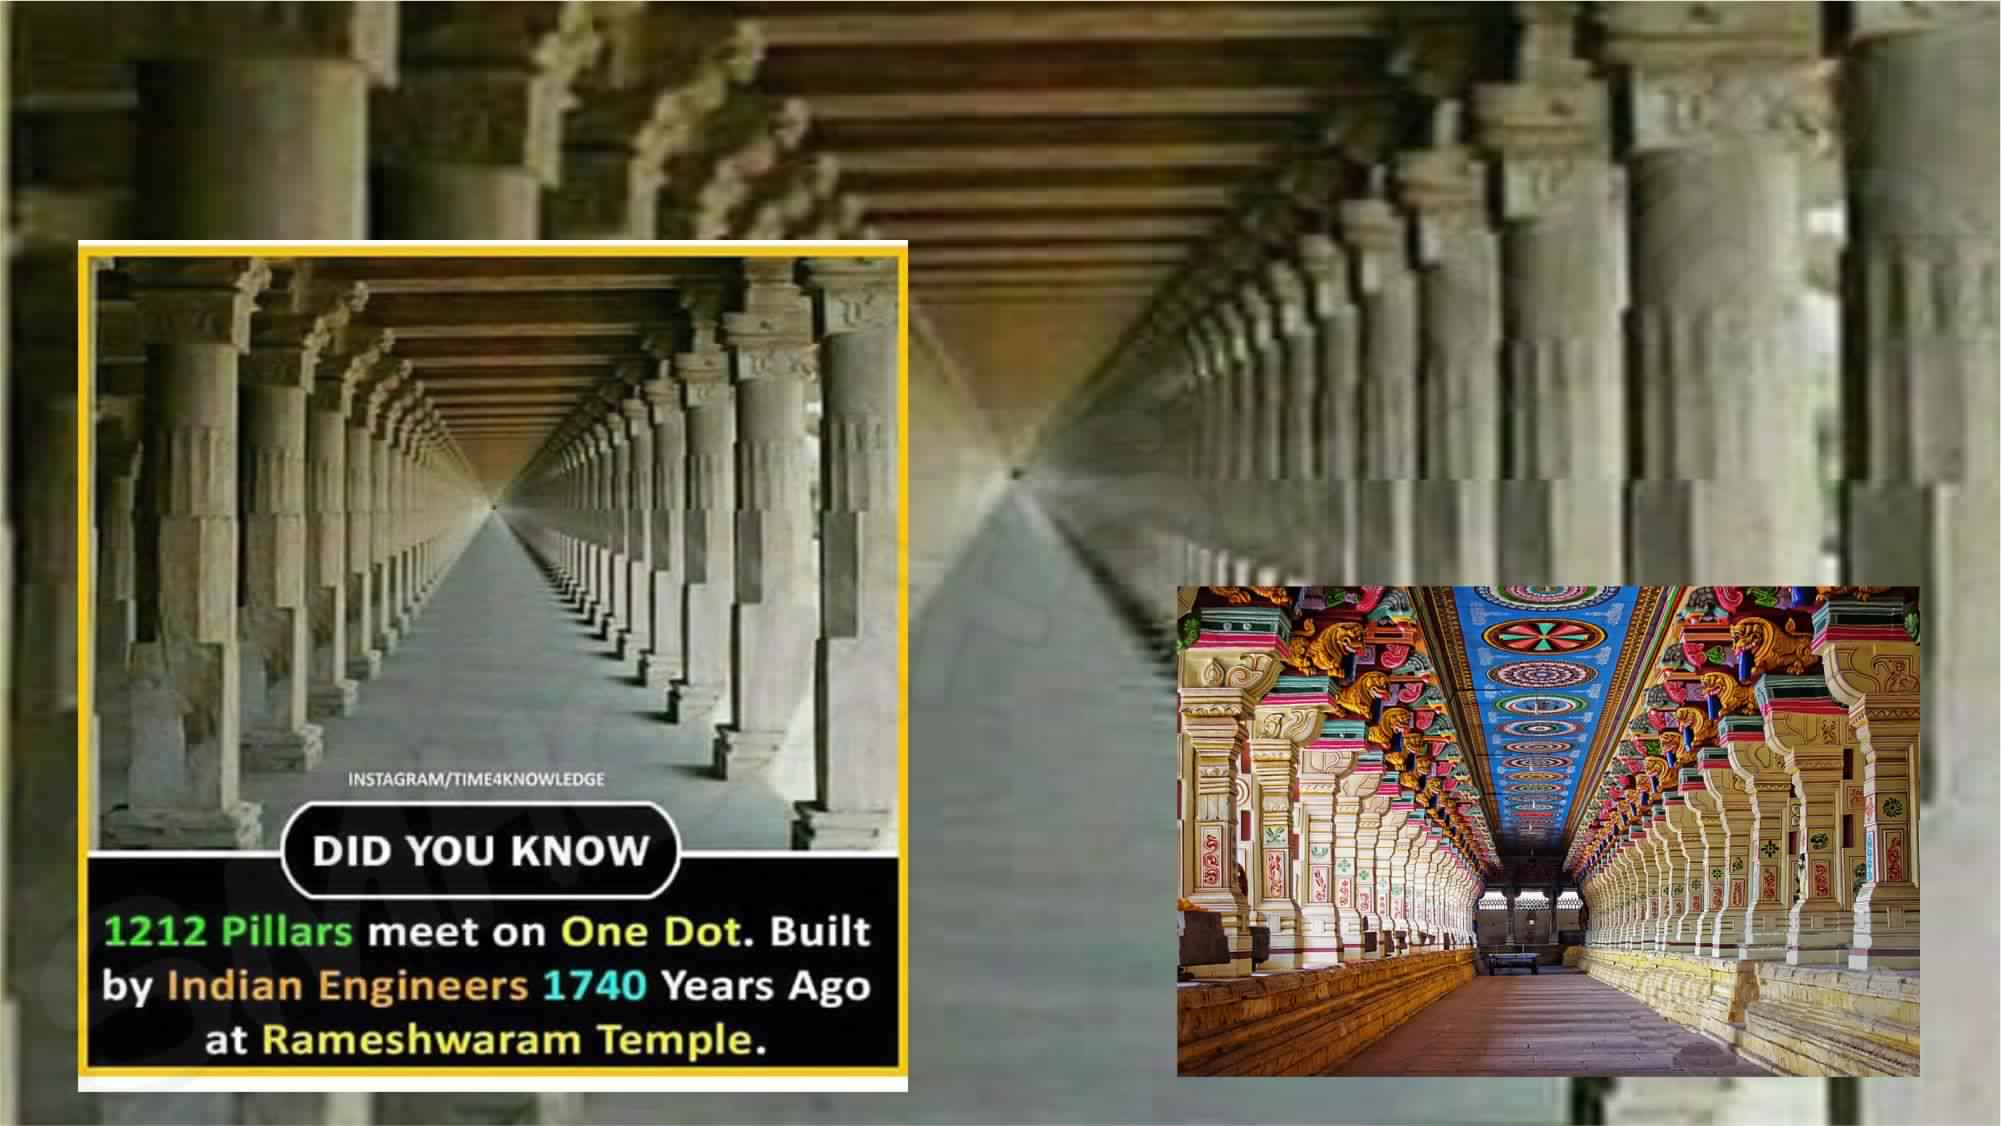 INSTAGRAM/TIME4KNOWLEDGE
DID YOU KNOW
1212 Pillars meet on One Dot. Built
by Indian Engineers 1740 Years Ago
at Rameshwaram Temple.